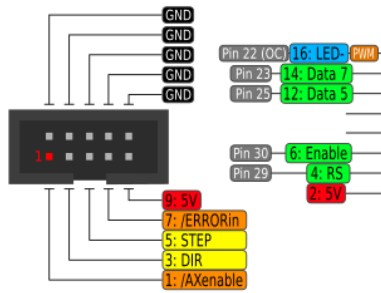 GND
GND
GND
GND
GND
1
9: 5V
7: /ERRORin
5: STEP
3: DIR
1: /AXenable
Pin 22 (OC) 16: LED- PWM
Pin 23 14: Data 7
Pin 25 12: Data 5
Pin 30 6: Enable
Pin 29 4: RS
2: 5V